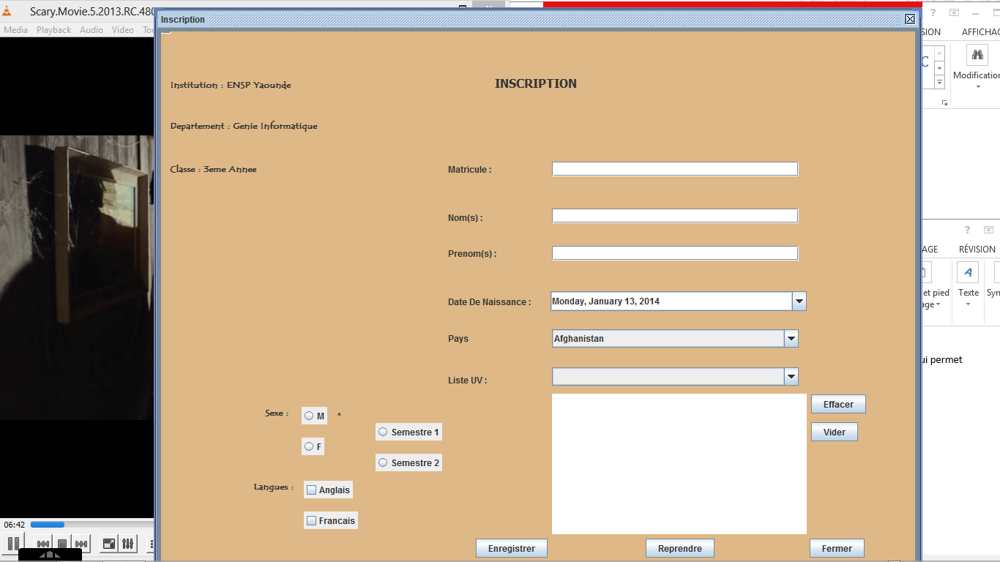 Scary.Movie.5.2013.RC.480
Inscription
Media Playback Audio Video
SION AFFICHAG
Institution : ENSP Yaounde
INSCRIPTION
Modification
Departement : Genie Informatique
Classe : 3eme Annee
Matricule :
Nom(s) :
Prenom(s) :
AGE RÉVISION
Date De Naissance : Monday, January 13, 2014
et pied Texte Sym
age
Pays Afghanistan
ui permet
Liste UV :
Effacer
Sexe : M *
Semestre 1
Vider
F
Semestre 2
Langues : Anglais
Francais
06:42
Enregistrer Reprendre Fermer